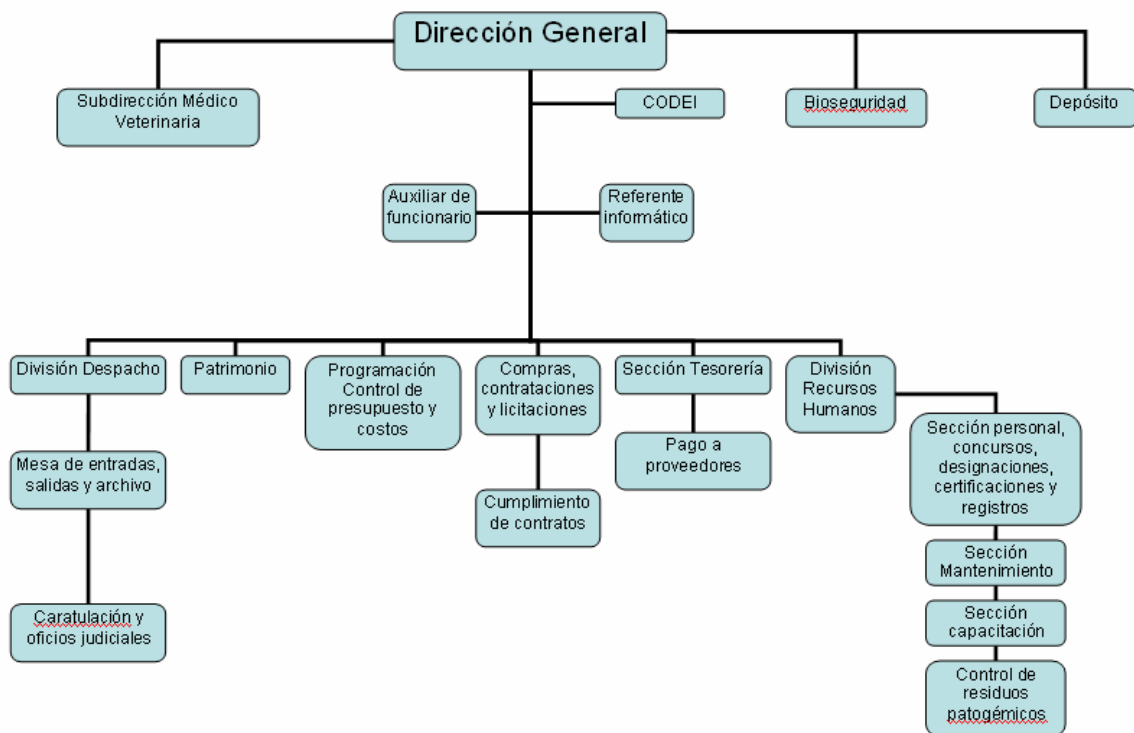 Dirección General
Subdirección Médico
Veterinaria
CODEI
Bioseguridad
Depósito
Auxiliar de
funcionario
Referente
informático
División Despacho
Patrimonio
Programación
Control de
presupuesto y
costos
Compras,
contrataciones
y licitaciones
Sección Tesorería
División
Recursos
Humanos
Mesa de entradas,
salidas y archivo
Cumplimiento
de contratos
Pago a
proveedores
Sección personal,
concursos,
designaciones,
certificaciones y
registros
Sección
Mantenimiento
Caratulación y
oficios judiciales
Sección
capacitación
Control de
residuos
patogémicos